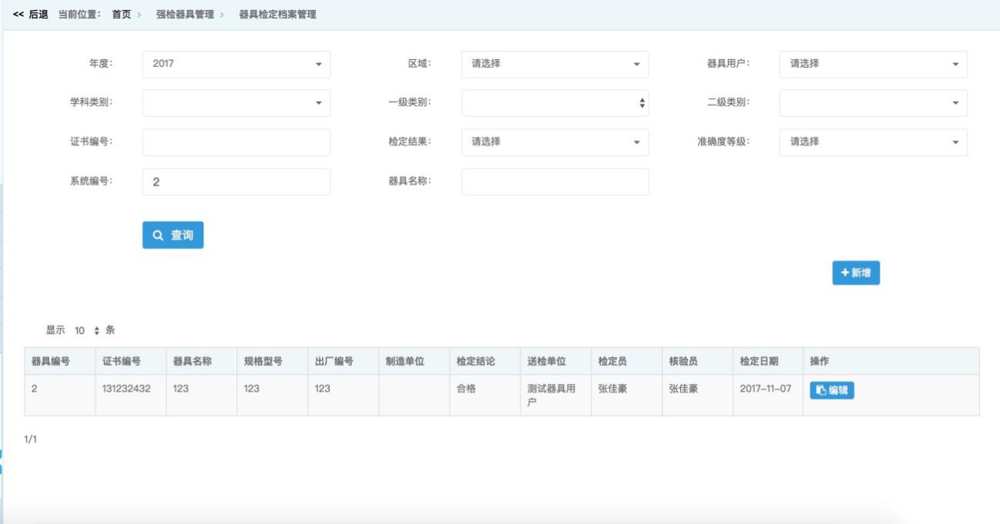 << 后退 当前位置： 首页 > 强检器具管理 > 器具检定档案管理
年度： 2017 区域： 请选择 器具用户： 请选择
学科类别： 一级类别： 二级类别：
证书编号： 检定结果： 请选择 准确度等级： 请选择
系统编号： 2 器具名称：
查询
+新增
显示 10 条
器具编号 证书编号 器具名称 规格型号 出厂编号 制造单位 检定结论 送检单位 检定员 核验员 检定日期 操作
2 131232432 123 123 123 合格 测试器具用 张佳豪 张佳豪 2017-11-07 编辑
户
1/1